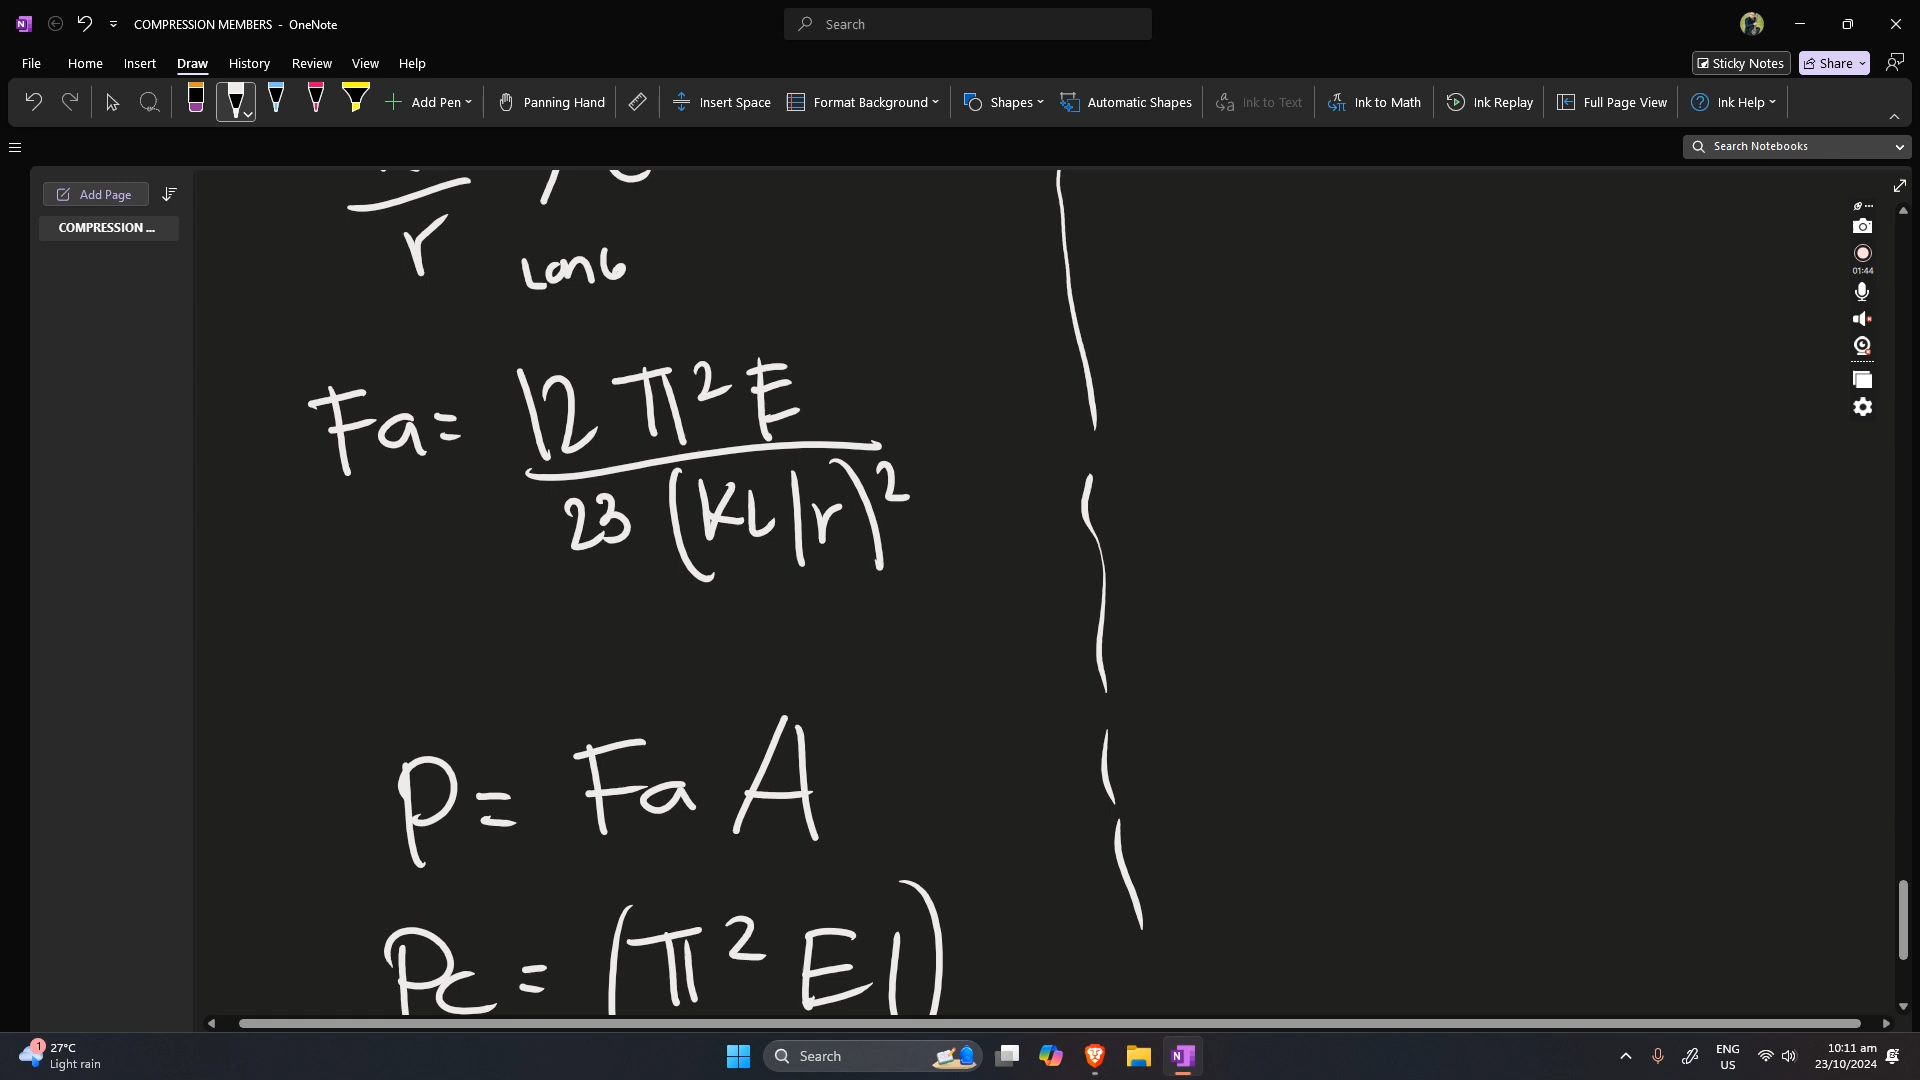 COMPRESSION MEMBERS - OneNote
Search
File Home Insert Draw History Review View Help
Sticky Notes Share
Add Pen Panning Hand Insert Space Format Background Shapes Automatic Shapes Ink to Text Ink to Math Ink Replay Full Page View Ink Help
Search Notebooks
Add Page
COMPRESSION ...
01:44
r
LONG
Fa = 12 π² E
23 (KL/r)²
P = Fa A
Pc = (π² EI)
1
27°C
Light rain
Search
ENG
US
10:11 am
23/10/2024